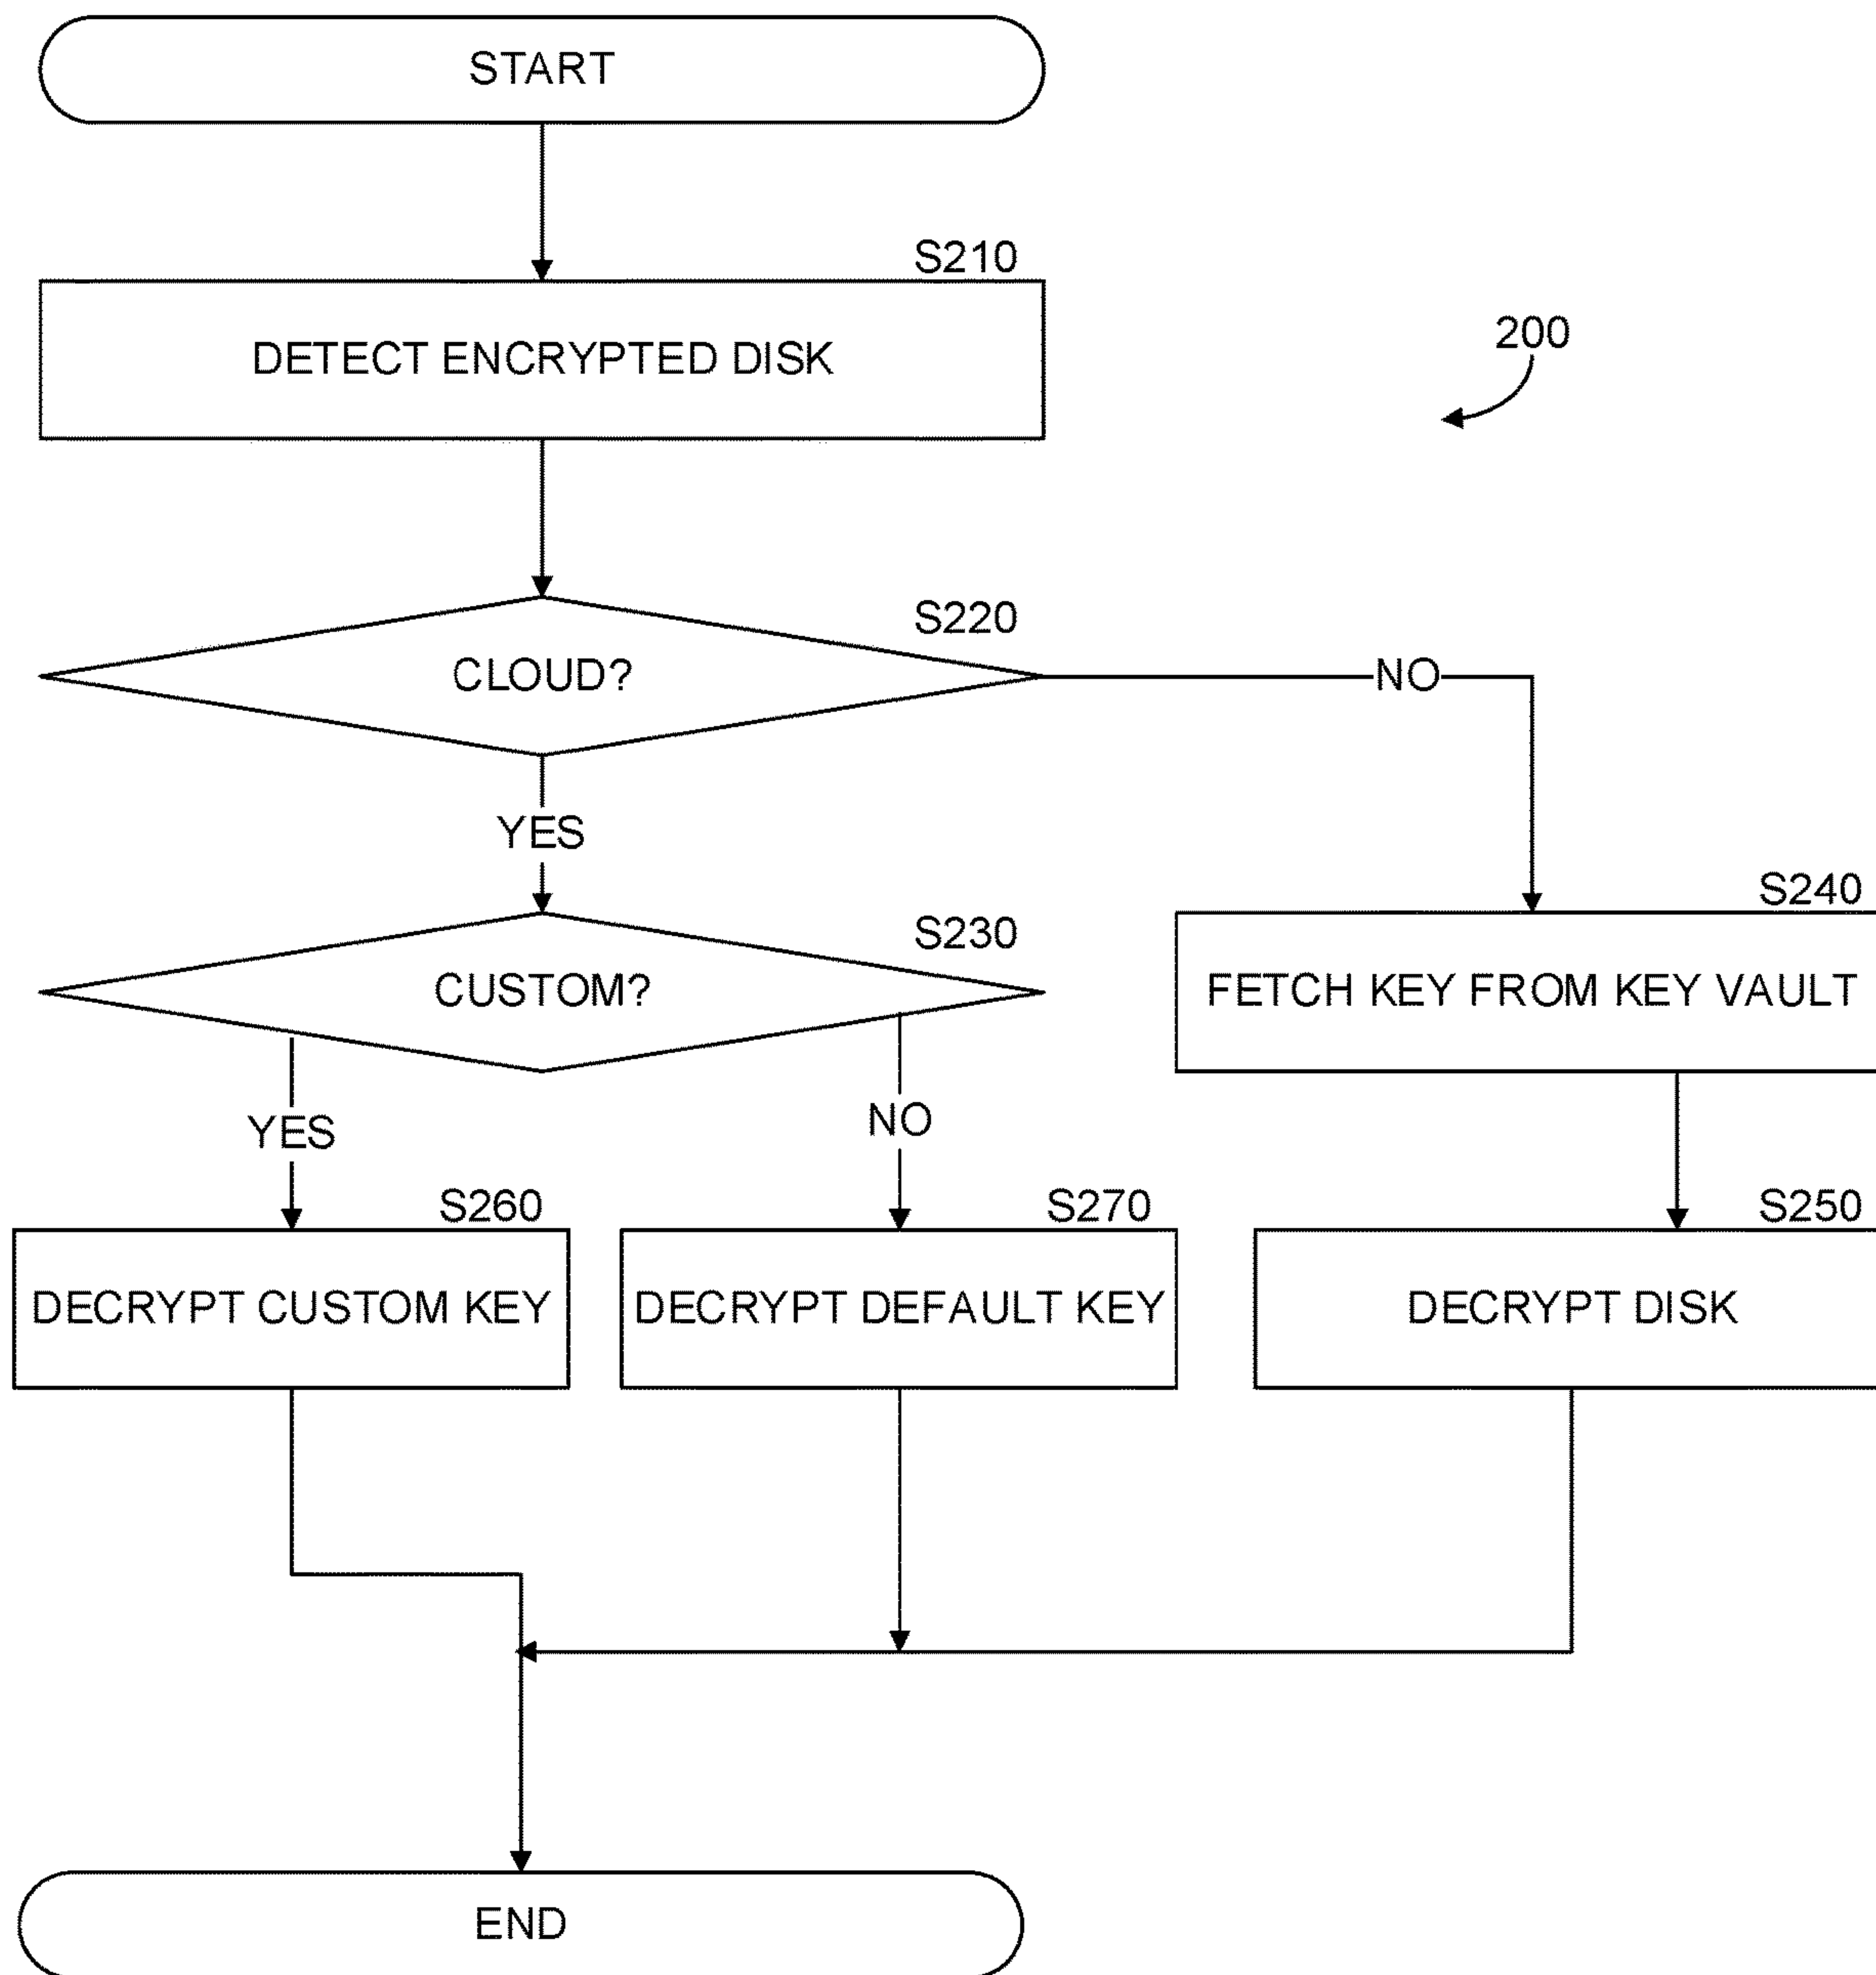 START
S210
DETECT ENCRYPTED DISK
200
S220
CLOUD?
NO
YES
S230
CUSTOM?
S240
FETCH KEY FROM KEY VAULT
YES
NO
S260
DECRYPT CUSTOM KEY
S270
DECRYPT DEFAULT KEY
S250
DECRYPT DISK
END